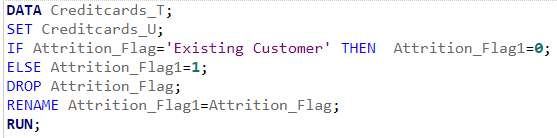 DATA Creditcards_T;
SET Creditcards_U;
IF Attrition_Flag='Existing Customer' THEN  Attrition_Flag1=0;
ELSE Attrition_Flag1=1;
DROP Attrition_Flag;
RENAME Attrition_Flag1=Attrition_Flag;
RUN;